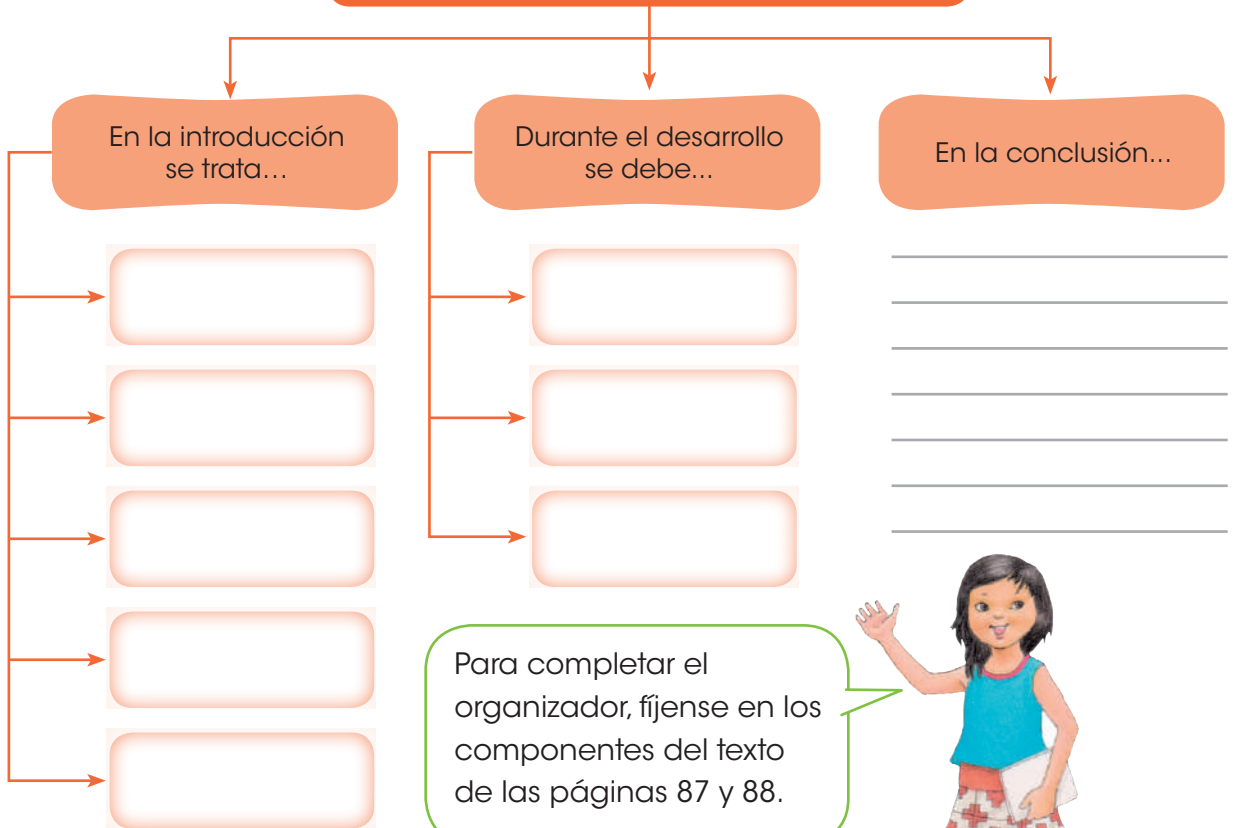 En la introducción
se trata…
Durante el desarrollo
se debe...
En la conclusión...
Para completar el
organizador, fíjense en los
componentes del texto
de las páginas 87 y 88.